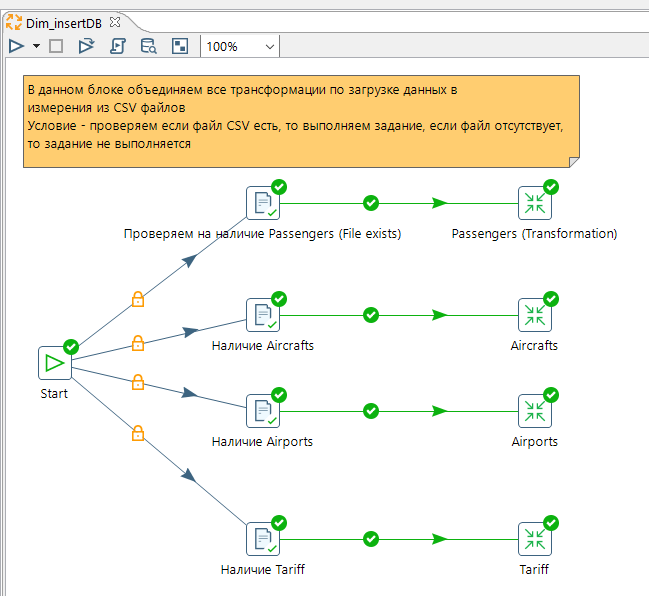 Dim_insertDB
100%
В данном блоке объединяем все трансформации по загрузке данных в
измерения из CSV файлов
Условие - проверяем если файл CSV есть, то выполняем задание, если файл отсутствует,
то задание не выполняется
Проверяем на наличие Passengers (File exists)
Passengers (Transformation)
Наличие Aircrafts
Aircrafts
Start
Наличие Airports
Airports
Наличие Tariff
Tariff